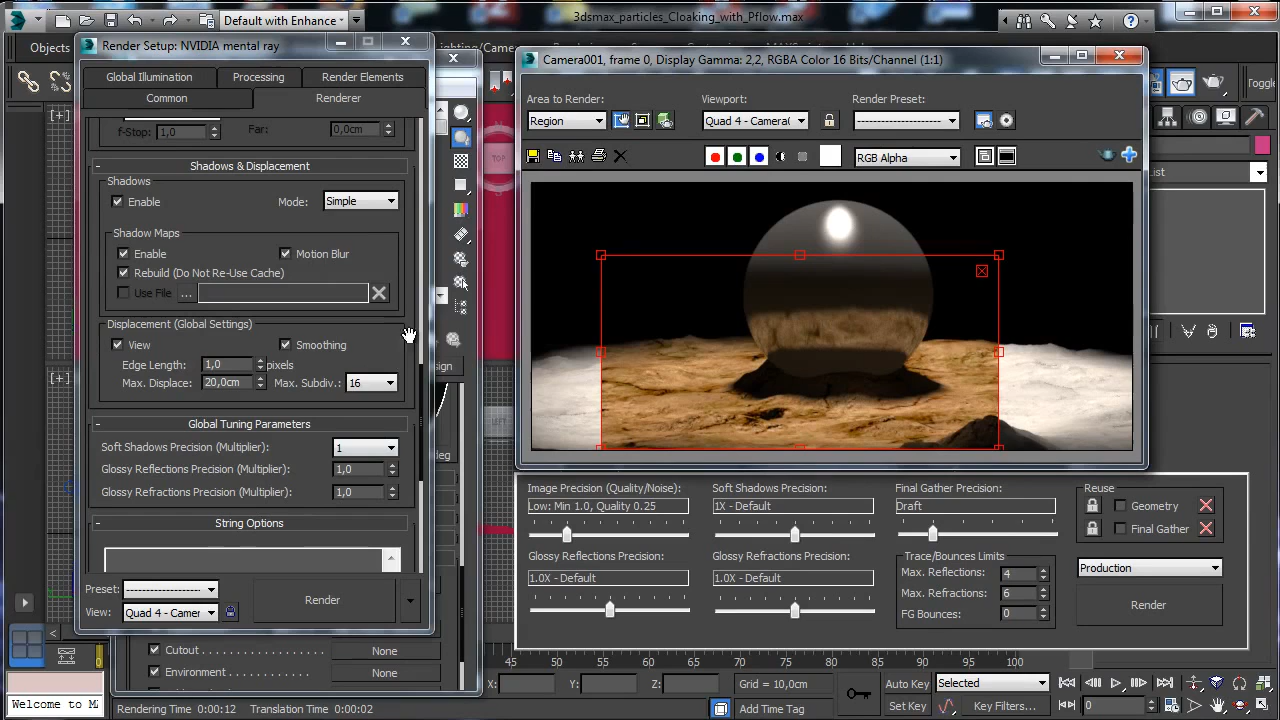 Default with Enhance
3dsmax_particles_Cloaking_with_Pflow.max
Objects
Render Setup: NVIDIA mental ray
Global Illumination
Processing
Render Elements
Common
Renderer
f-Stop: 1,0
Far: 0,0cm
Shadows & Displacement
Shadows
Enable
Mode: Simple
Shadow Maps
Enable
Motion Blur
Rebuild (Do Not Re-Use Cache)
Use File
...
Displacement (Global Settings)
View
Smoothing
Edge Length: 1,0 pixels
Max. Displace: 20,0cm
Max. Subdiv.: 16
Global Tuning Parameters
Soft Shadows Precision (Multiplier): 1
Glossy Reflections Precision (Multiplier): 1,0
Glossy Refractions Precision (Multiplier): 1,0
String Options
Preset: --------------------
View: Quad 4 - Camer
Render
Camera001, frame 0, Display Gamma: 2,2, RGBA Color 16 Bits/Channel (1:1)
Area to Render:
Viewport:
Render Preset:
Region
Quad 4 - Camera(
--------------------
RGB Alpha
Image Precision (Quality/Noise):
Low: Min 1.0, Quality 0.25
Soft Shadows Precision:
1X - Default
Final Gather Precision:
Draft
Glossy Reflections Precision:
1.0X - Default
Glossy Refractions Precision:
1.0X - Default
Trace/Bounces Limits
Max. Reflections: 4
Max. Refractions: 6
FG Bounces: 0
Reuse
Geometry
Final Gather
Production
Render
Toggle
List
TOP
S
LEFT
[+]
[+]
sign
Cutout . . . . . . . . . . . . . . . . . . None
Environment . . . . . . . . . . . . . None
45 50 55 60 65 70 75 80 85 90 95 100
0
X:
Y:
Z:
Grid = 10,0cm
Add Time Tag
Auto Key
Selected
Set Key
Key Filters...
0
Welcome to MA
Rendering Time 0:00:12
Translation Time 0:00:02